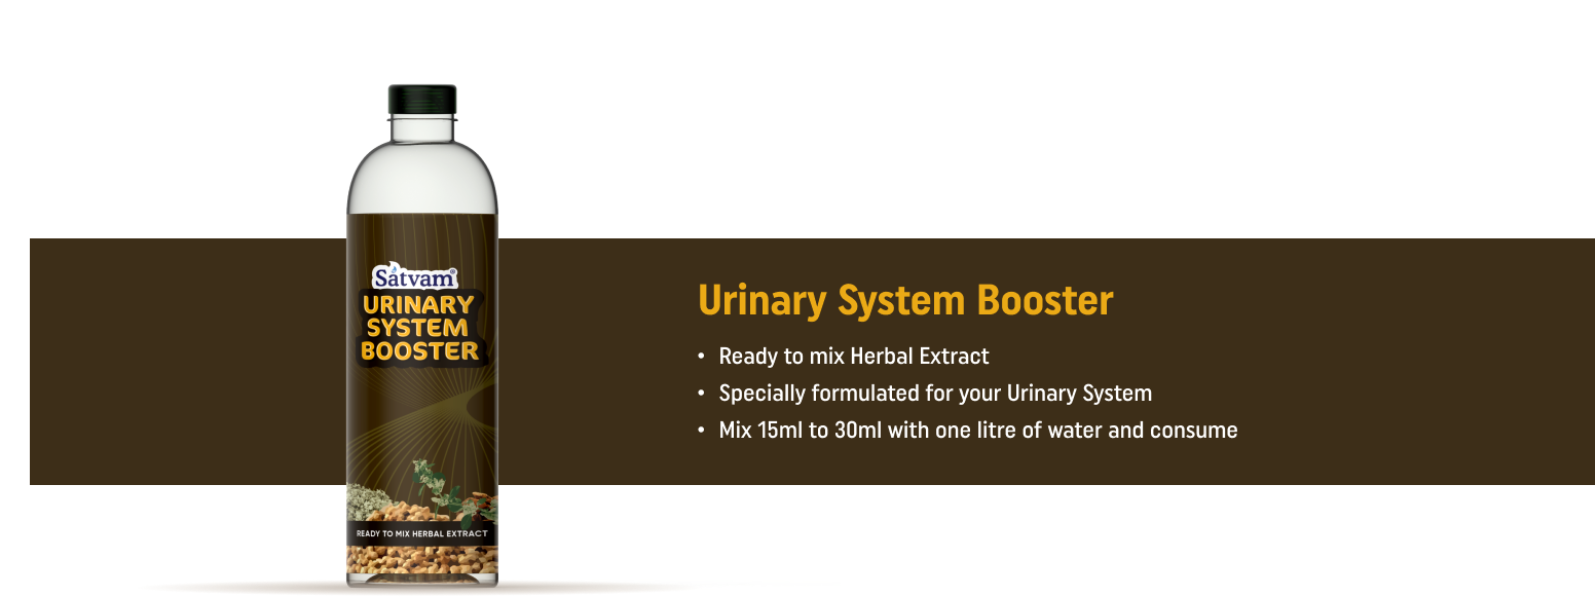 Satvam®
URINARY
SYSTEM
BOOSTER
READY TO MIX HERBAL EXTRACT
Urinary System Booster
• Ready to mix Herbal Extract
• Specially formulated for your Urinary System
• Mix 15ml to 30ml with one litre of water and consume